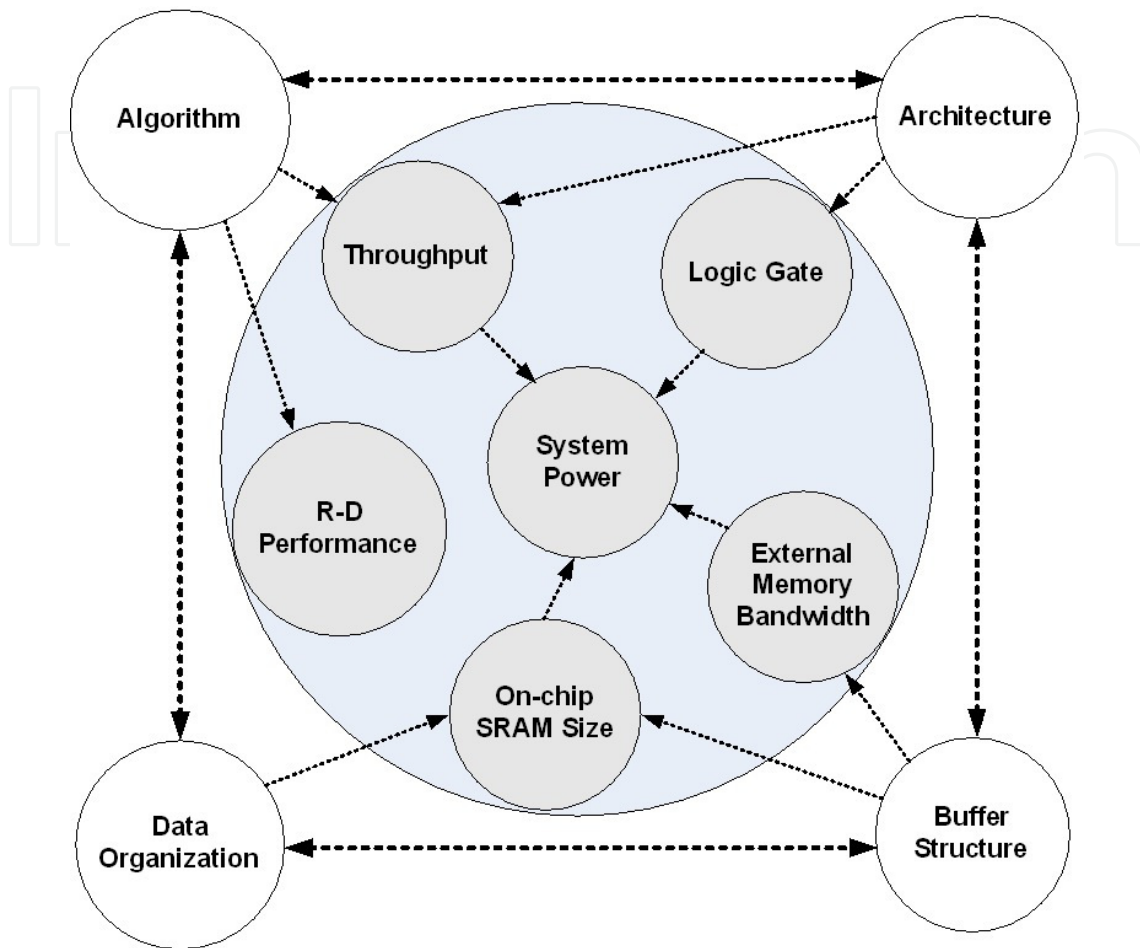 Algorithm
Architecture
Throughput
Logic Gate
System
Power
R-D
Performance
External
Memory
Bandwidth
On-chip
SRAM Size
Data
Organization
Buffer
Structure